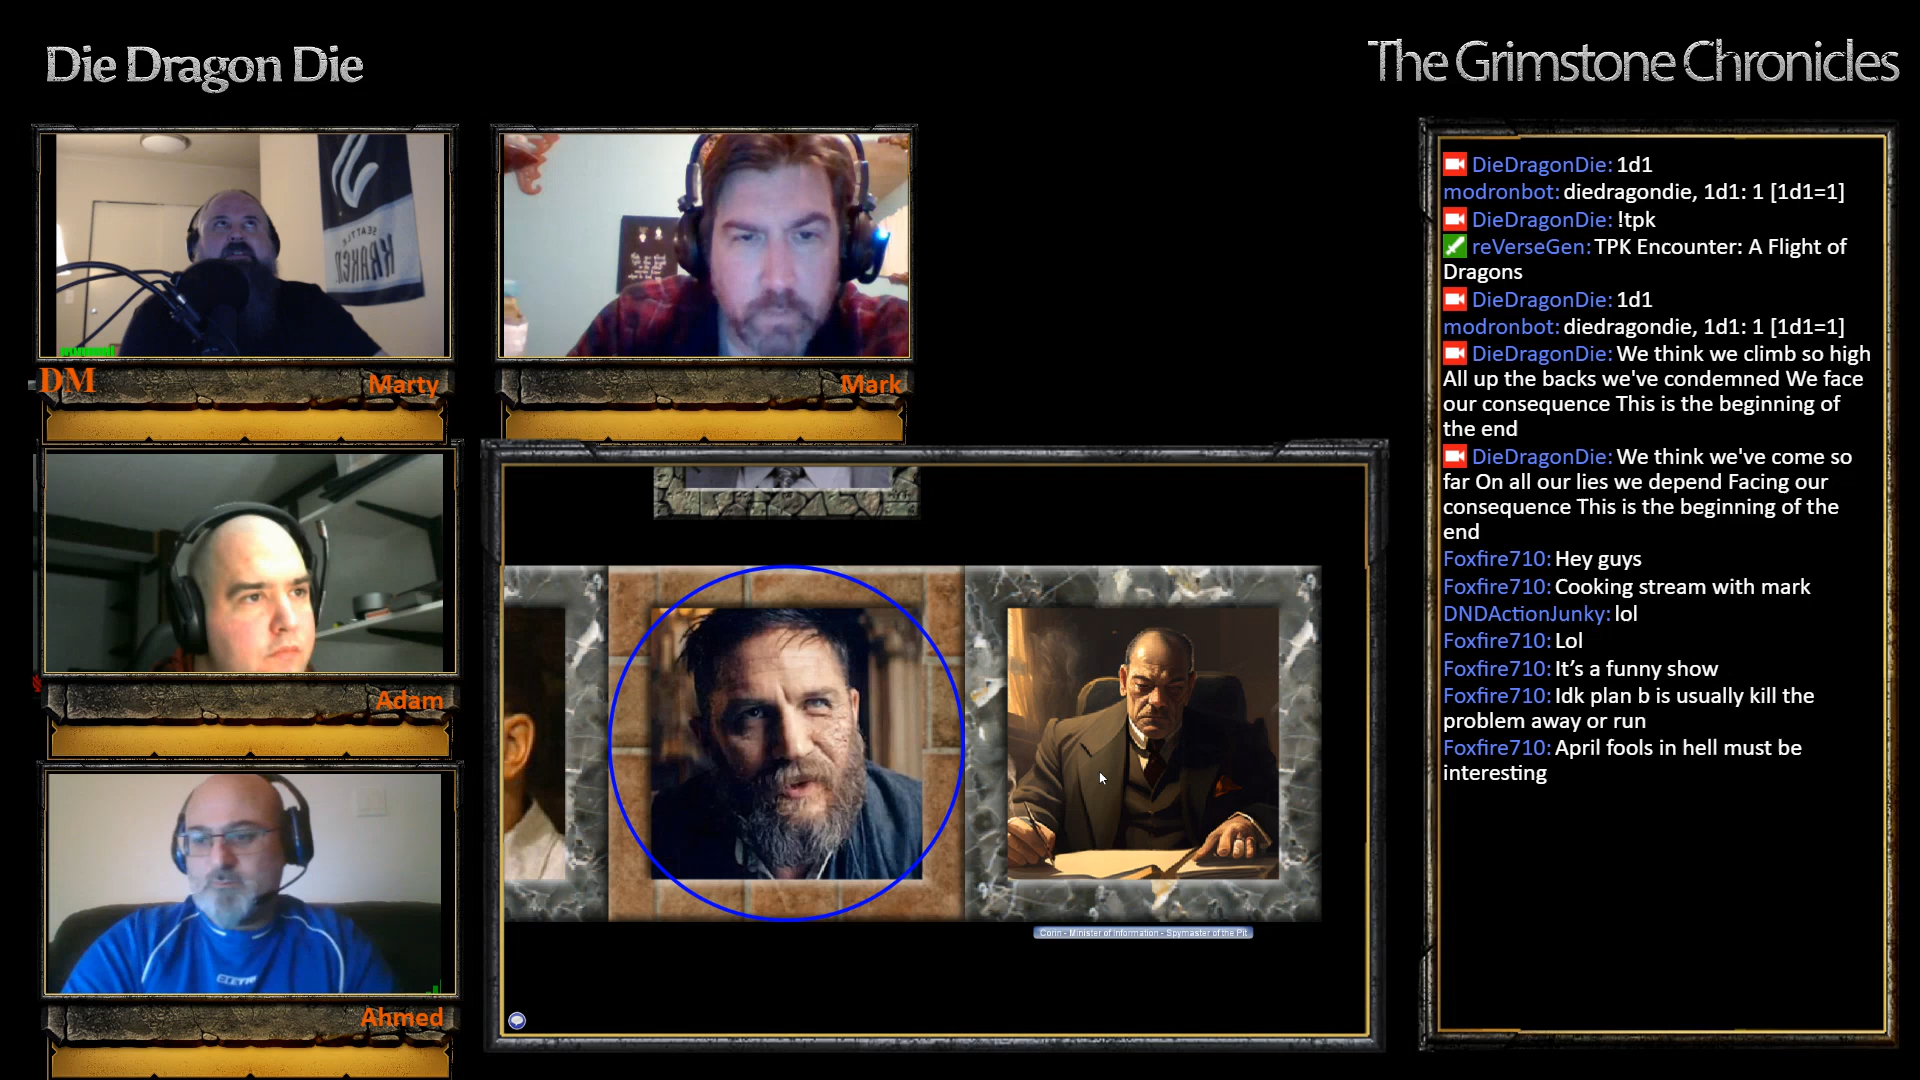 Die Dragon Die
The Grimstone Chronicles
SEATTLE
KRAKEN
DM
Marty
Mark
Adam
Ahmed
Corin - Minister of Information - Spymaster of the Pit
DieDragonDie: 1d1
modronbot: diedragondie, 1d1: 1 [1d1=1]
DieDragonDie: !tpk
reVerseGen: TPK Encounter: A Flight of
Dragons
DieDragonDie: 1d1
modronbot: diedragondie, 1d1: 1 [1d1=1]
DieDragonDie: We think we climb so high
All up the backs we've condemned We face
our consequence This is the beginning of
the end
DieDragonDie: We think we've come so
far On all our lies we depend Facing our
consequence This is the beginning of the
end
Foxfire710: Hey guys
Foxfire710: Cooking stream with mark
DNDActionJunky: lol
Foxfire710: Lol
Foxfire710: It’s a funny show
Foxfire710: Idk plan b is usually kill the
problem away or run
Foxfire710: April fools in hell must be
interesting